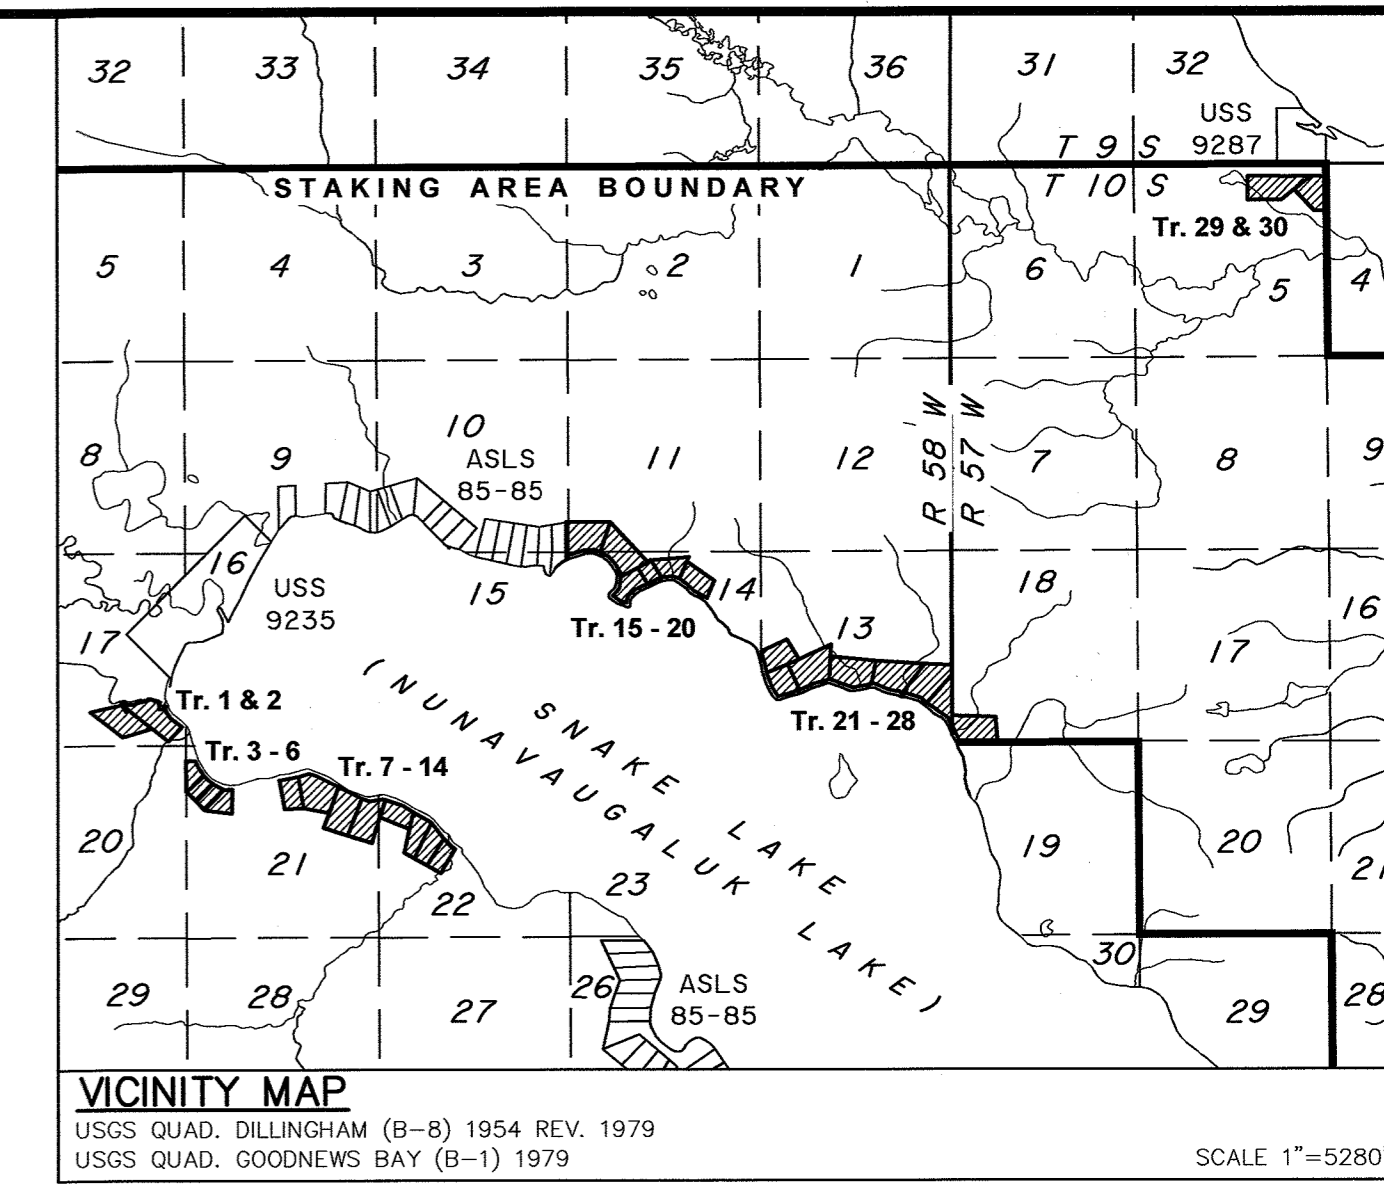 32 33 34 35 36 31 32
USS
9287
T 9 S
STAKING AREA BOUNDARY
T 10 S
Tr. 29 & 30
5 4 3 2 1 6 5 4
R 58 W
R 57 W
8 9 10 11 12 7 8 9
ASLS
85-85
16
USS
9235
15 14 13 18 17 16
17
Tr. 15 - 20
Tr. 1 & 2
Tr. 3 - 6
Tr. 7 - 14
Tr. 21 - 28
SNAKE LAKE
(NUNAVAUGALUK LAKE)
20 21 22 23 19 20 21
29 28 27 26 30 29 28
ASLS
85-85
VICINITY MAP
USGS QUAD. DILLINGHAM (B-8) 1954 REV. 1979
USGS QUAD. GOODNEWS BAY (B-1) 1979
SCALE 1"=5280'